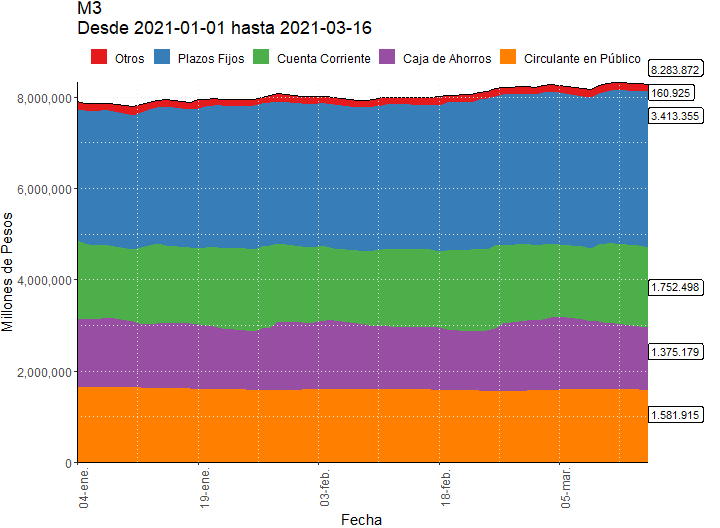 M3
Desde 2021-01-01 hasta 2021-03-16
Otros Plazos Fijos Cuenta Corriente Caja de Ahorros Circulante en Público
8.283.872
160.925
3.413.355
1.752.498
1.375.179
1.581.915
8,000,000
6,000,000
4,000,000
2,000,000
0
Millones de Pesos
04-ene.
19-ene.
03-feb.
18-feb.
05-mar.
Fecha